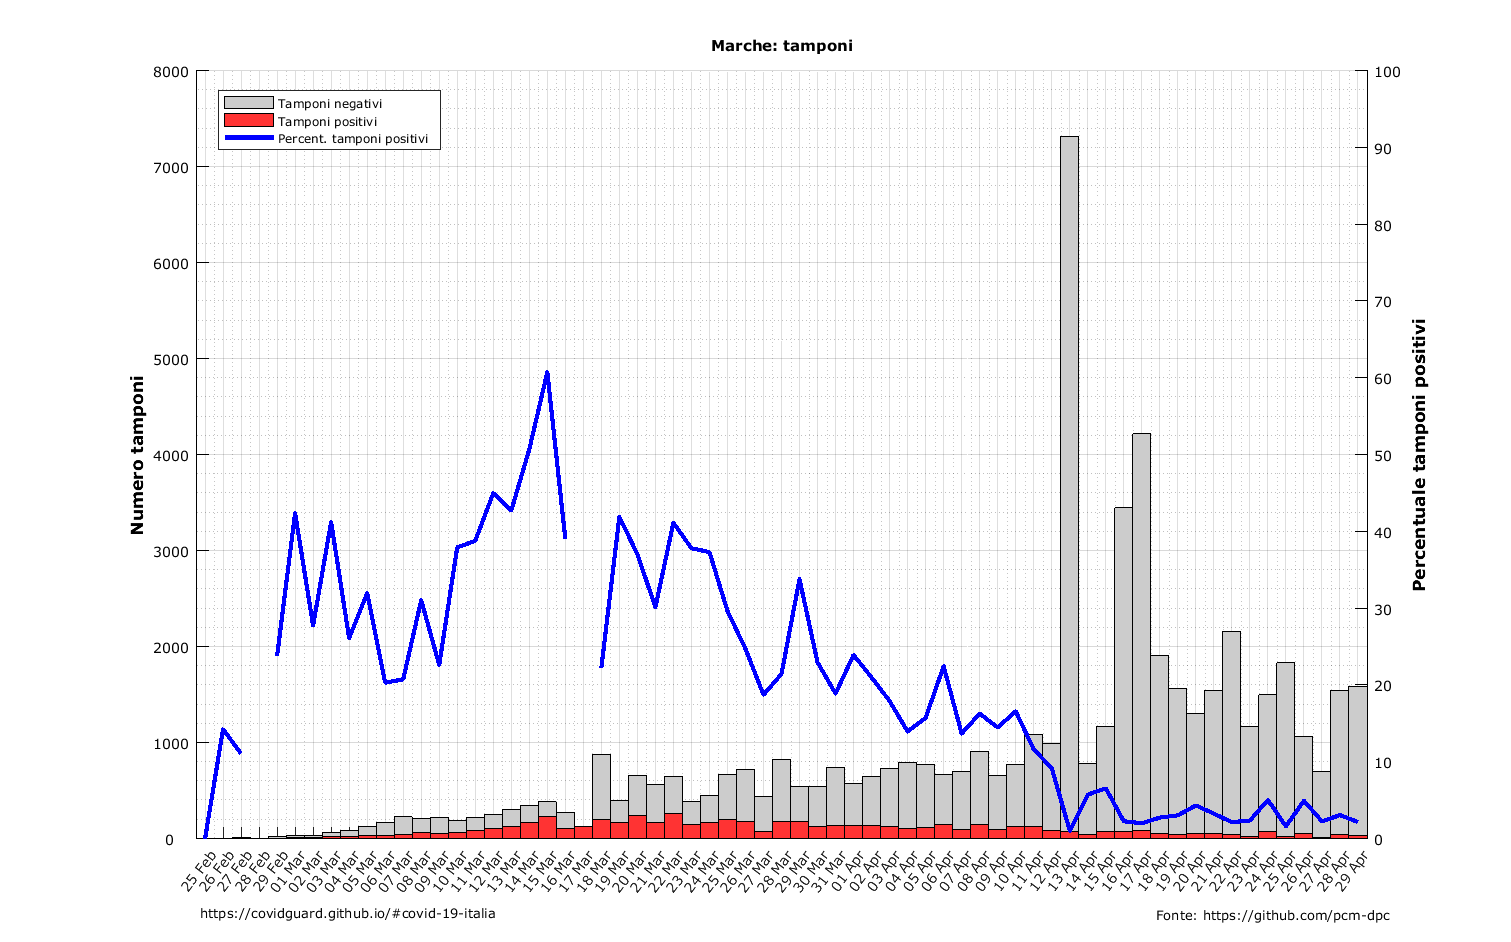 Marche: tamponi
Tamponi negativi
Tamponi positivi
Percent. tamponi positivi
Numero tamponi
8000
7000
6000
5000
4000
3000
2000
1000
0
Percentuale tamponi positivi
100
90
80
70
60
50
40
30
20
10
0
25 Feb
26 Feb
27 Feb
28 Feb
29 Feb
01 Mar
02 Mar
03 Mar
04 Mar
05 Mar
06 Mar
07 Mar
08 Mar
09 Mar
10 Mar
11 Mar
12 Mar
13 Mar
14 Mar
15 Mar
16 Mar
17 Mar
18 Mar
19 Mar
20 Mar
21 Mar
22 Mar
23 Mar
24 Mar
25 Mar
26 Mar
27 Mar
28 Mar
29 Mar
30 Mar
31 Mar
01 Apr
02 Apr
03 Apr
04 Apr
05 Apr
06 Apr
07 Apr
08 Apr
09 Apr
10 Apr
11 Apr
12 Apr
13 Apr
14 Apr
15 Apr
16 Apr
17 Apr
18 Apr
19 Apr
20 Apr
21 Apr
22 Apr
23 Apr
24 Apr
25 Apr
26 Apr
27 Apr
28 Apr
29 Apr
https://covidguard.github.io/#covid-19-italia
Fonte: https://github.com/pcm-dpc